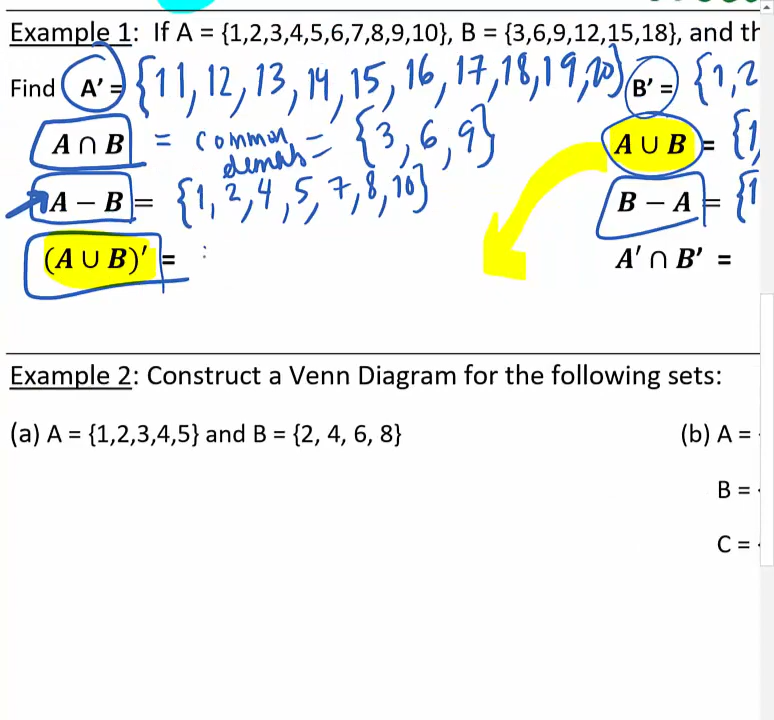 Example 1: If A = {1,2,3,4,5,6,7,8,9,10}, B = {3,6,9,12,15,18}, and th
Find A' = {11, 12, 13, 14, 15, 16, 17, 18, 19, 20} B' = {1, 2
A ∩ B = common = {3, 6, 9} A ∪ B = {1,
A − B = {1, 2, 4, 5, 7, 8, 10} B − A = {1
(A ∪ B)' = A' ∩ B' =
Example 2: Construct a Venn Diagram for the following sets:
(a) A = {1,2,3,4,5} and B = {2, 4, 6, 8} (b) A =
B =
C =